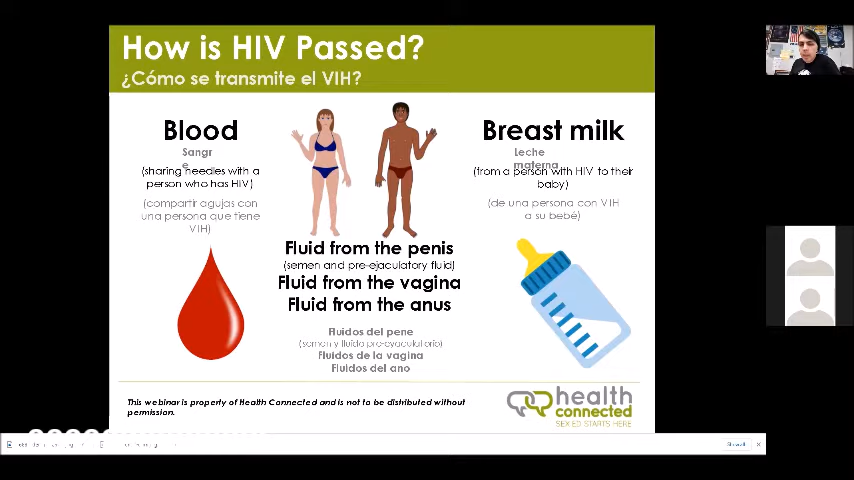 How is HIV Passed?
¿Cómo se transmite el VIH?
Blood
Sangr
e
(sharing needles with a
person who has HIV)
(compartir agujas con
una persona que tiene
VIH)
Fluid from the penis
(semen and pre-ejaculatory fluid)
Fluid from the vagina
Fluid from the anus
Fluidos del pene
(seman y fluido pre-eyaculatorio)
Fluidos de la vagina
Fluidos del ano
Breast milk
Leche
materna
(from a person with HIV to their
baby)
(de una persona con VIH
a su bebé)
This webinar is property of Health Connected and is not to be distributed without
permission.
health
connected
SEX ED STARTS HERE
Show all